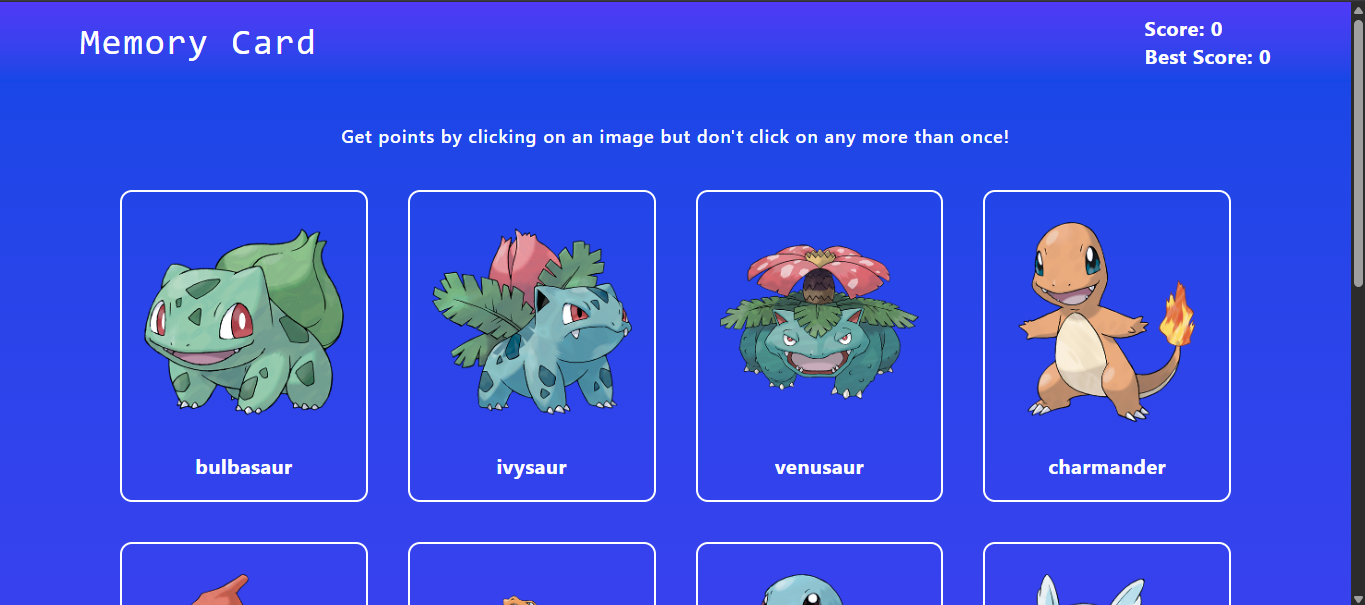 Memory Card
Score: 0
Best Score: 0
Get points by clicking on an image but don't click on any more than once!
bulbasaur
ivysaur
venusaur
charmander